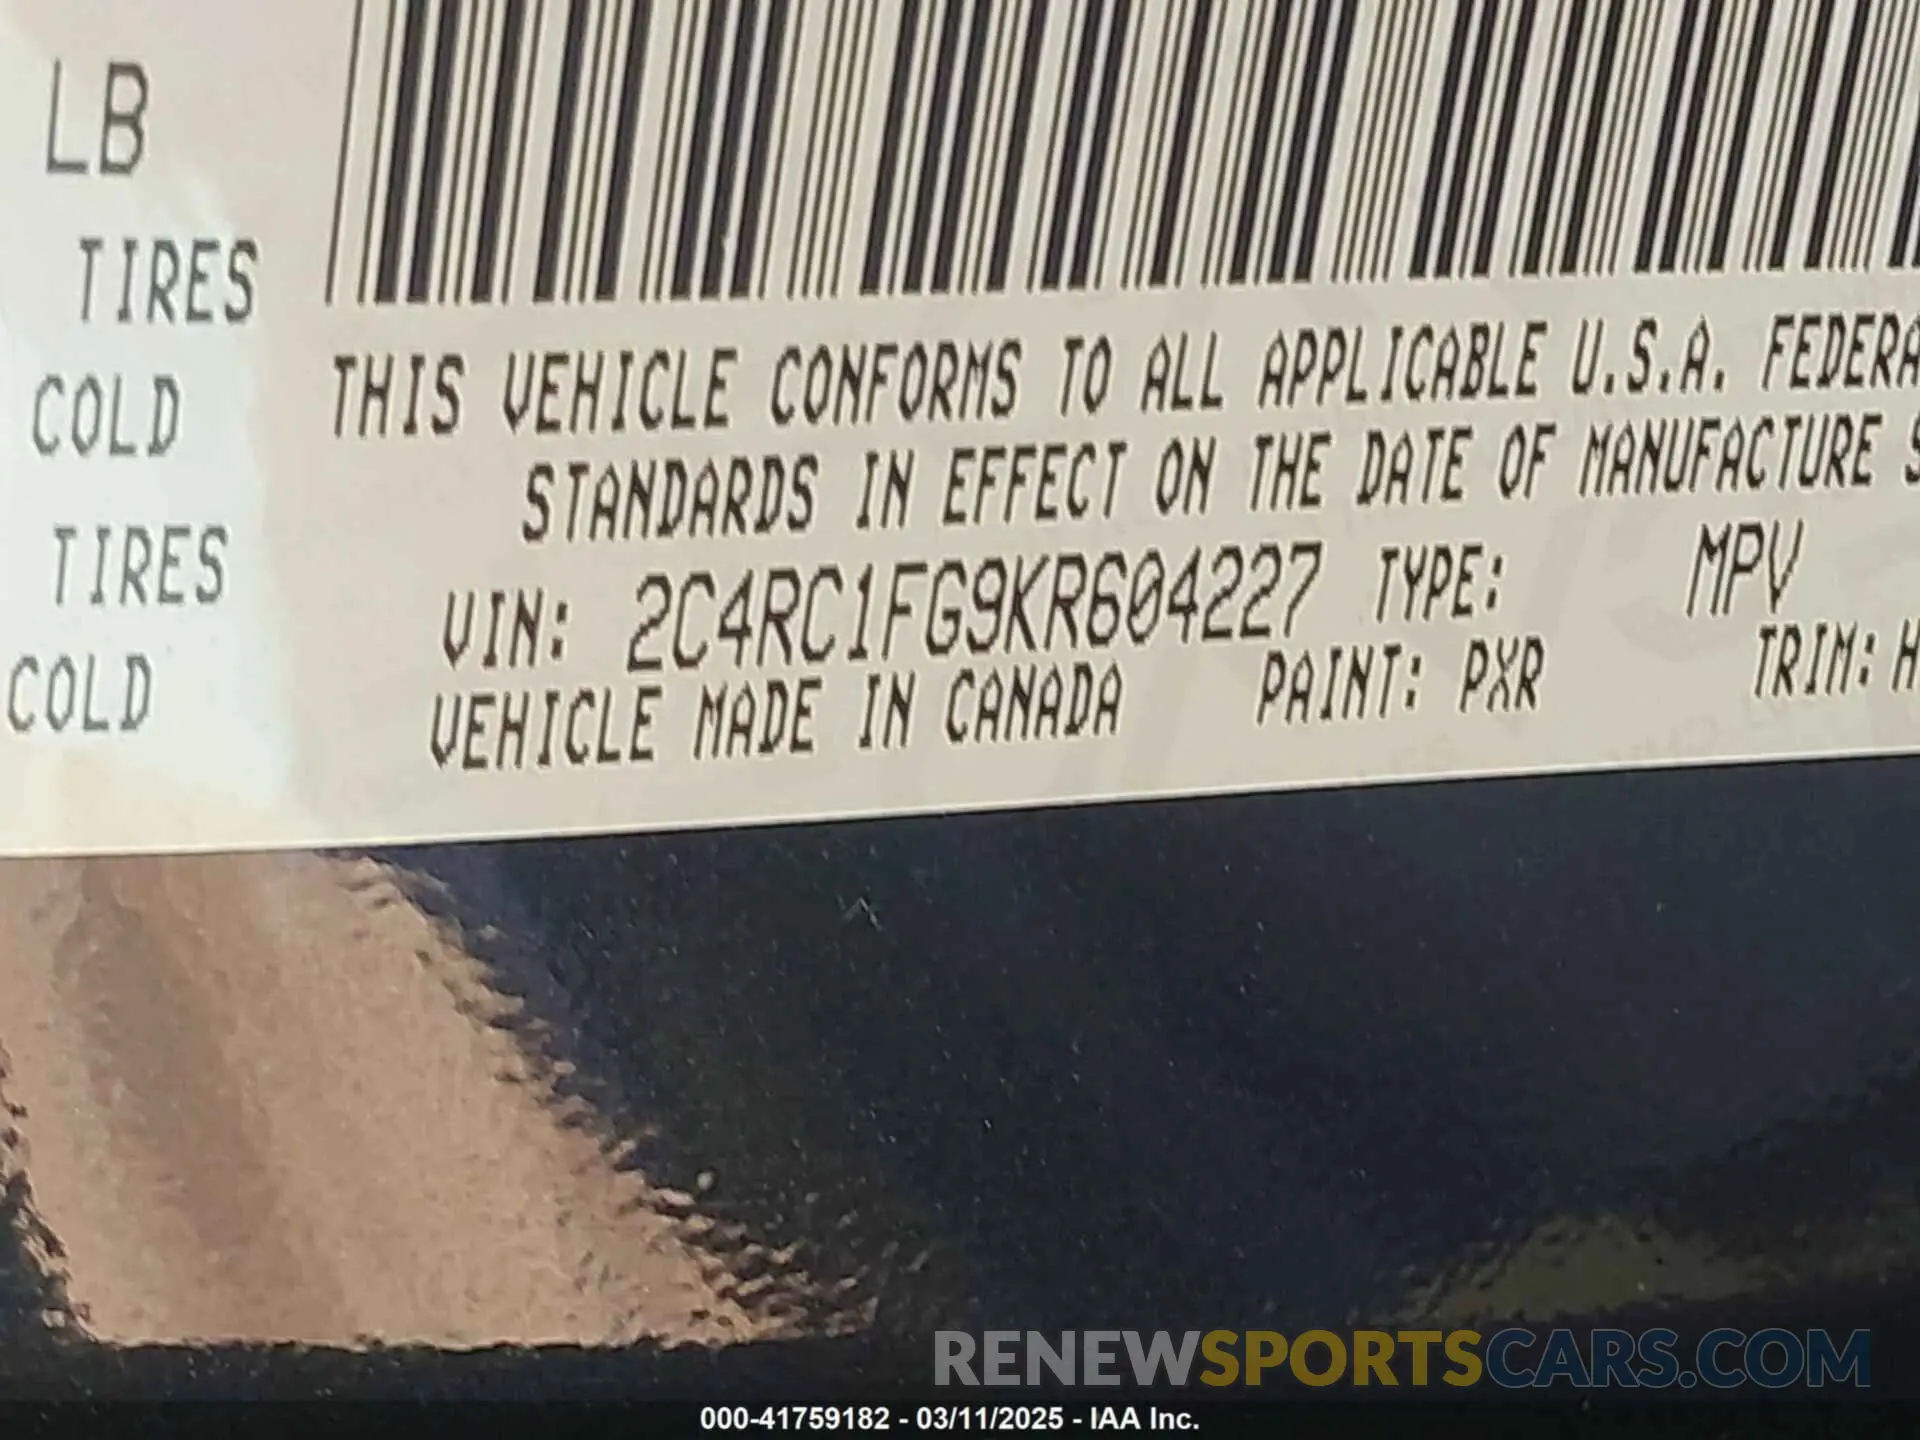 LB
TIRES
COLD
TIRES
COLD
THIS VEHICLE CONFORMS TO ALL APPLICABLE U.S.A. FEDERA
STANDARDS IN EFFECT ON THE DATE OF MANUFACTURE S
VIN: 2C4RC1FG9KR604227 TYPE: MPV
VEHICLE MADE IN CANADA PAINT: PXR TRIM: H
RENEWSPORTSCARS.COM
000-41759182 - 03/11/2025 - IAA Inc.